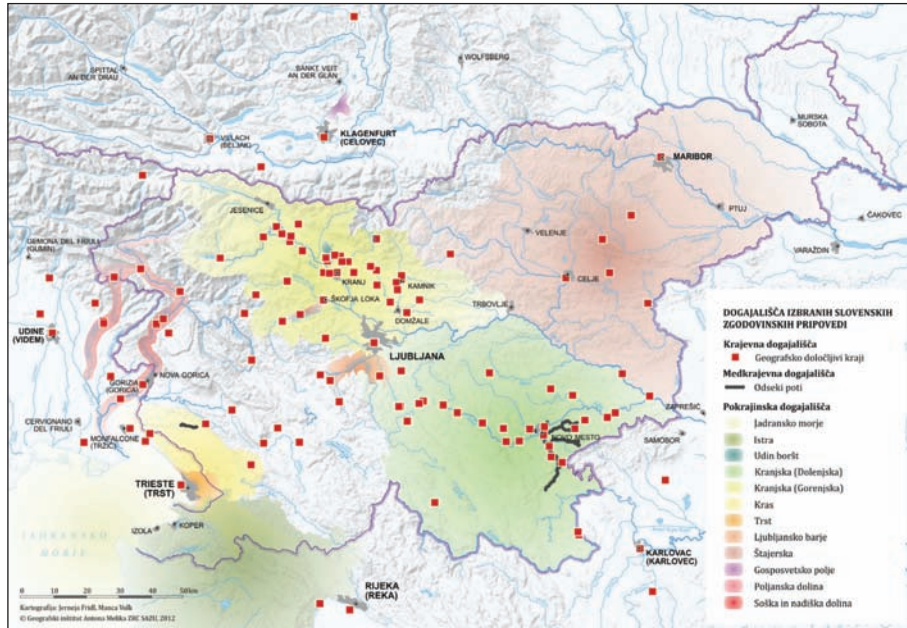 SPITTAL
AN DER DRAU
SANKT VEIT
AN DER GLAN
WOLFSBERG
VILLACH
(BELJAK)
KLAGENFURT
(CELOVEC)
MURSKA
SOBOTA
MARIBOR
JESENICE
PTUJ
ČAKOVEC
VELENJE
VARAŽDIN
GEMONA DEL FRIULI
(GUMIN)
KRANJ
KAMNIK
CELJE
ŠKOFJA LOKA
TRBOVLJE
DOMŽALE
UDINE
(VIDEM)
LJUBLJANA
NOVA GORICA
GORIZIA
(GORICA)
CERVIGNANO
DEL FRIULI
MONFALCONE
(TRŽIČ)
NOVO MESTO
ZAPREŠIĆ
SAMOBOR
TRIESTE
(TRST)
IZOLA
KOPER
KARLOVAC
(KARLOVEC)
RIJEKA
(REKA)
DOGAJALIŠČA IZBRANIH SLOVENSKIH
ZGODOVINSKIH PRIPOVEDI
Krajevna dogajališča
Geografsko določljivi kraji
Medkrajevna dogajališča
Odseki poti
Pokrajinska dogajališča
Jadransko morje
Istra
Udin boršt
Kranjska (Dolenjska)
Kranjska (Gorenjska)
Kras
Trst
Ljubljansko barje
Štajerska
Gosposvetsko polje
Poljanska dolina
Soška in nadiška dolina
0 10 20 30 40 50 km
Kartografija: Jerneja Fridl, Manca Volk
© Geografski inštitut Antona Melika ZRC SAZU, 2012